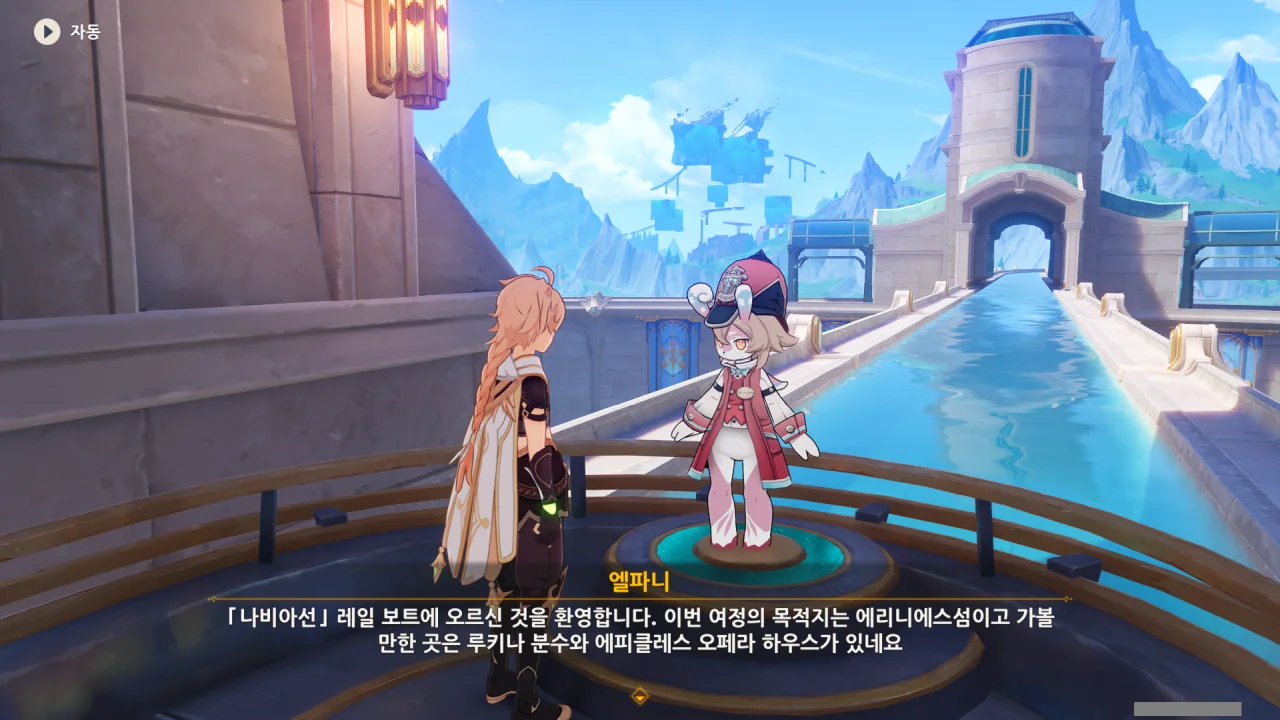 자동
엘파니
「나비아선」 레일 보트에 오르신 것을 환영합니다. 이번 여정의 목적지는 에리니에스섬이고 가볼
만한 곳은 루키나 분수와 에피클레스 오페라 하우스가 있네요